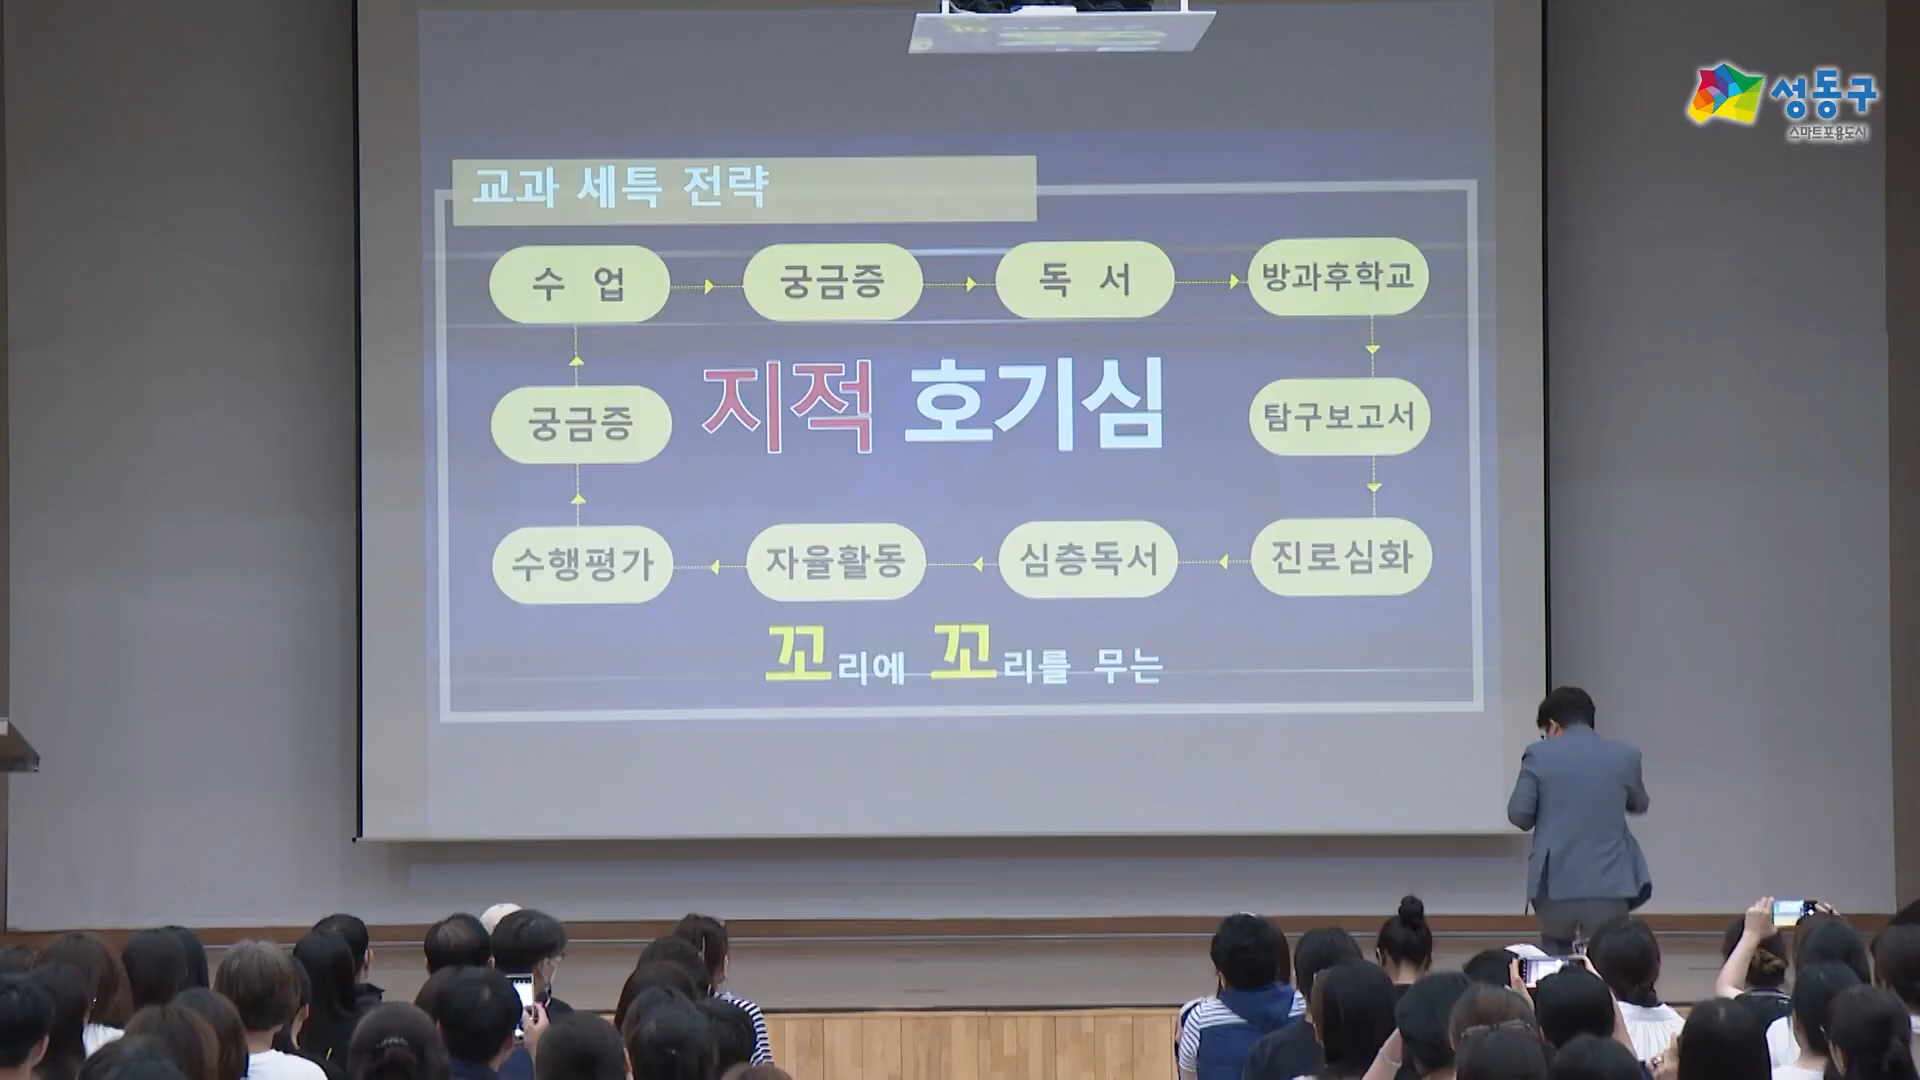 성동구
스마트포용도시
교과 세특 전략
수 업
궁금증
독 서
방과후학교
궁금증
지적 호기심
탐구보고서
수행평가
자율활동
심층독서
진로심화
꼬리에 꼬리를 무는